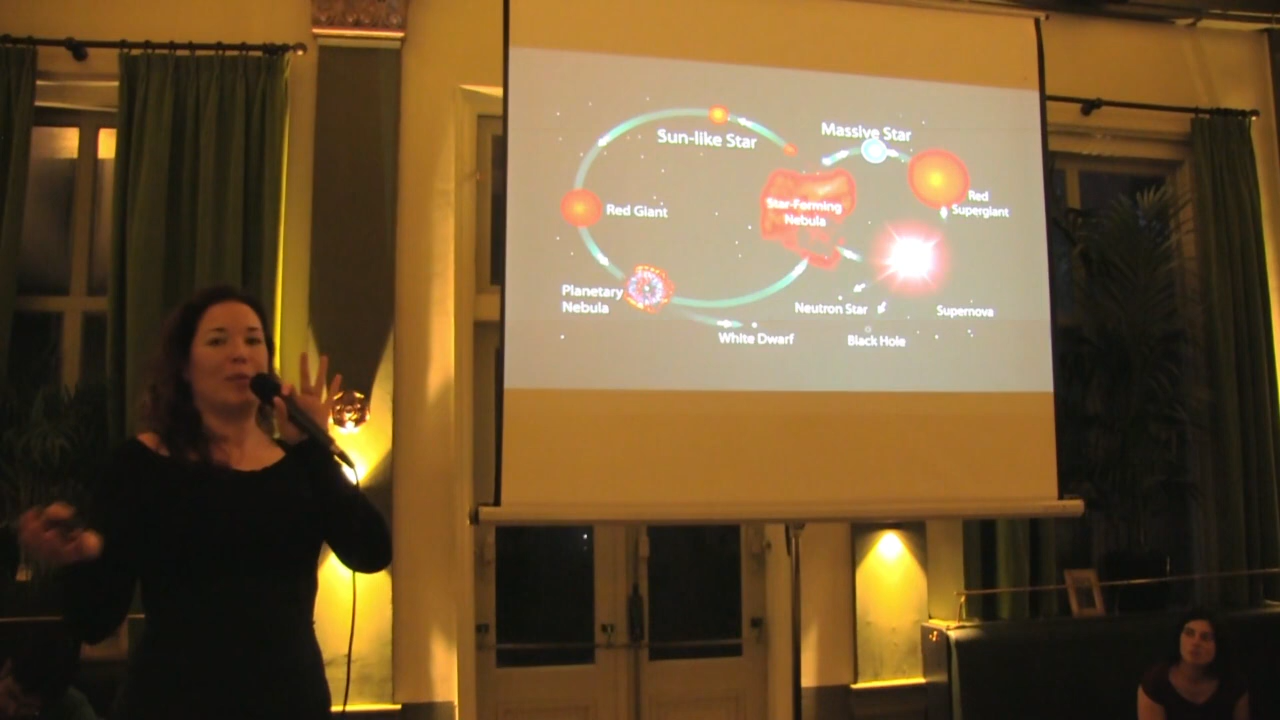 Sun-like Star
Massive Star
Star-Forming
Nebula
Red Giant
Red
Supergiant
Planetary
Nebula
Neutron Star
Supernova
White Dwarf
Black Hole